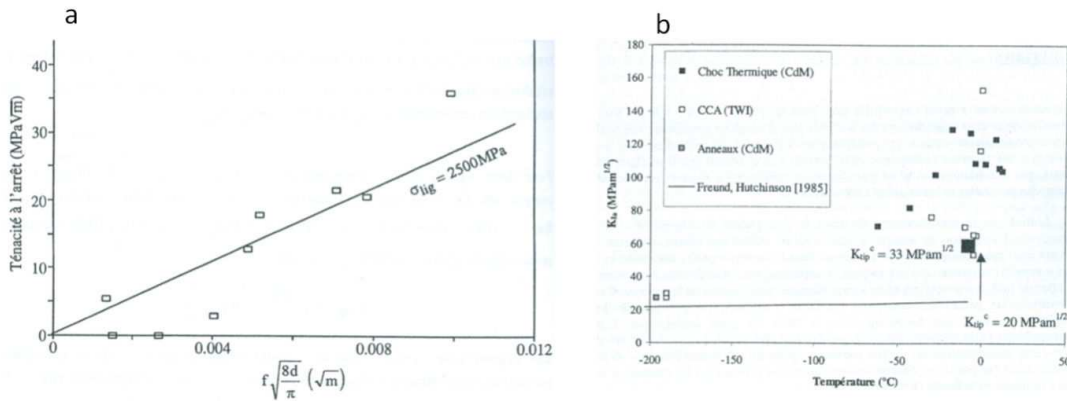 a
Ténacité à l'arrêt (MPa√m)
40
30
20
10
0
0
0.004
0.008
0.012
σlig = 2500MPa
f√8d/π (√m)
b
KIa (MPam1/2)
180
160
140
120
100
80
60
40
20
0
-200
-150
-100
-50
0
50
Choc Thermique (CdM)
CCA (TWI)
Anneaux (CdM)
Freund, Hutchinson [1985]
Ktipc = 33 MPam1/2
Ktipc = 20 MPam1/2
Température (°C)